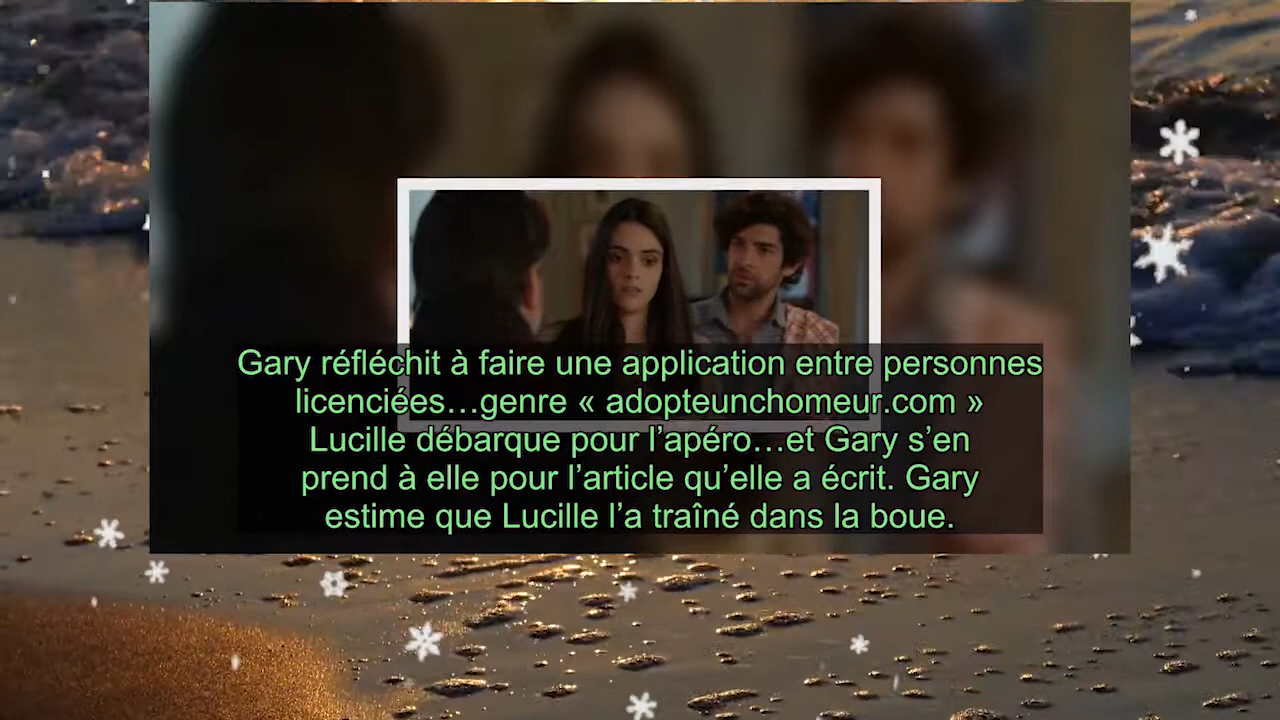 Gary réfléchit à faire une application entre personnes
licenciées…genre « adopteunchomeur.com »
Lucille débarque pour l’apéro…et Gary s’en
prend à elle pour l’article qu’elle a écrit. Gary
estime que Lucille l’a traîné dans la boue.